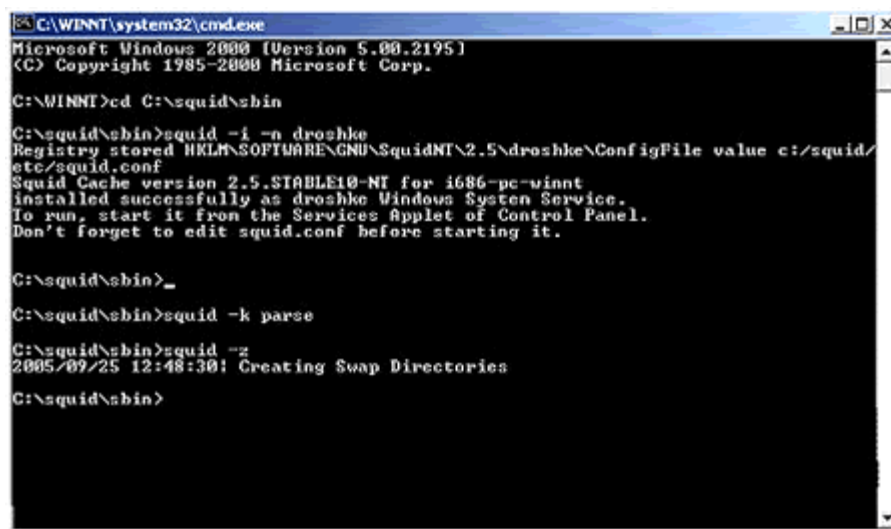 C:\WINNT\system32\cmd.exe
Microsoft Windows 2000 [Version 5.00.2195]
(C) Copyright 1985-2000 Microsoft Corp.
C:\WINNT>cd C:\squid\sbin
C:\squid\sbin>squid -i -n droshke
Registry stored HKLM\SOFTWARE\GNU\SquidNT\2.5\droshke\ConfigFile value c:/squid/
etc/squid.conf
Squid Cache version 2.5.STABLE10-NT for i686-pc-winnt
installed successfully as droshke Windows System Service.
To run, start it from the Services Applet of Control Panel.
Don't forget to edit squid.conf before starting it.
C:\squid\sbin>_
C:\squid\sbin>squid -k parse
C:\squid\sbin>squid -z
2005/09/25 12:48:30| Creating Swap Directories
C:\squid\sbin>